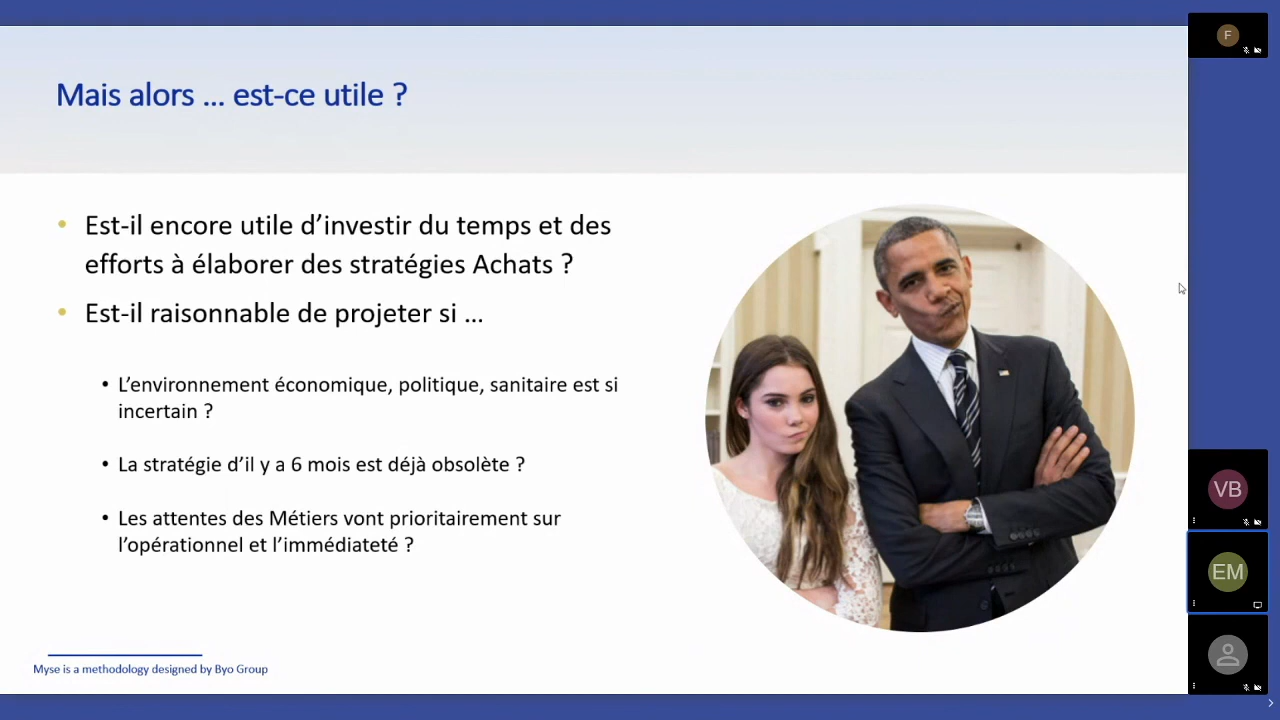 Mais alors ... est-ce utile ?
• Est-il encore utile d’investir du temps et des
efforts à élaborer des stratégies Achats ?
• Est-il raisonnable de projeter si ...
• L’environnement économique, politique, sanitaire est si
incertain ?
• La stratégie d’il y a 6 mois est déjà obsolète ?
• Les attentes des Métiers vont prioritairement sur
l’opérationnel et l’immédiateté ?
Myse is a methodology designed by Byo Group
F
VB
EM